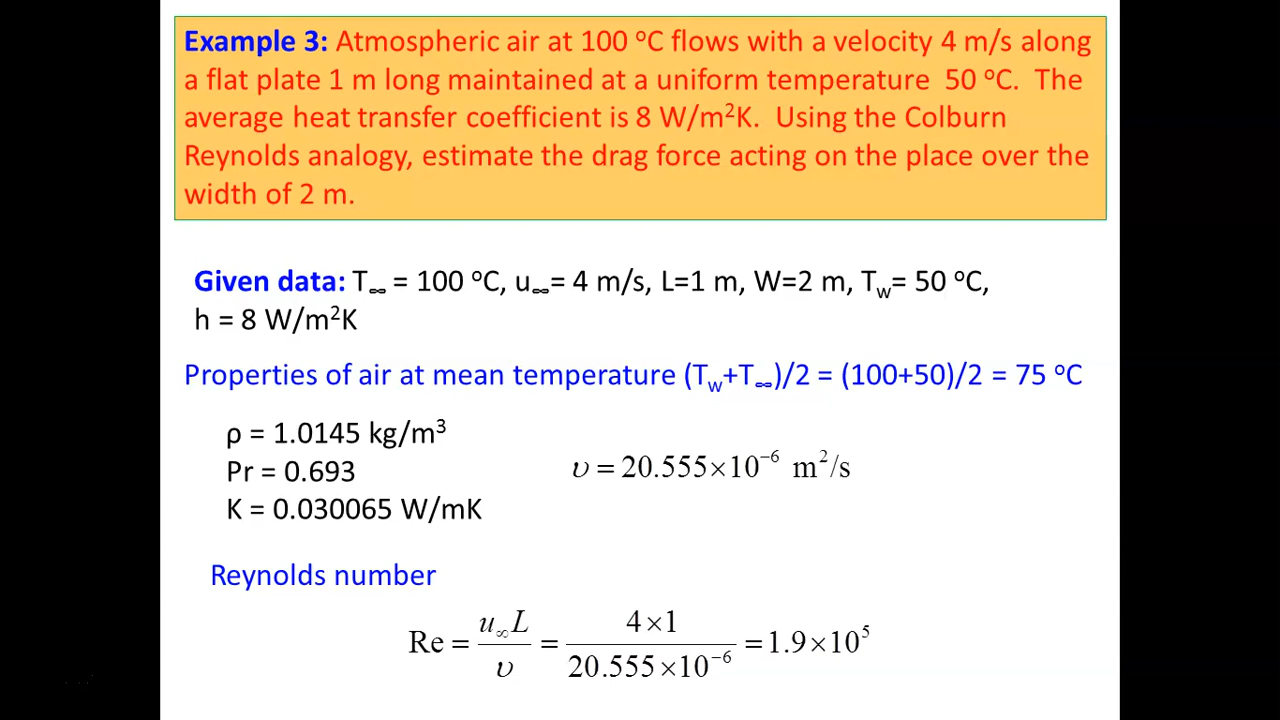 Example 3: Atmospheric air at 100 ᵒC flows with a velocity 4 m/s along
a flat plate 1 m long maintained at a uniform temperature 50 ᵒC. The
average heat transfer coefficient is 8 W/m²K. Using the Colburn
Reynolds analogy, estimate the drag force acting on the place over the
width of 2 m.
Given data: T∞ = 100 ᵒC, u∞= 4 m/s, L=1 m, W=2 m, Tw= 50 ᵒC,
h = 8 W/m²K
Properties of air at mean temperature (Tw+T∞)/2 = (100+50)/2 = 75 ᵒC
ρ = 1.0145 kg/m³
Pr = 0.693
υ = 20.555×10⁻⁶ m²/s
K = 0.030065 W/mK
Reynolds number
Re = u∞L / υ = 4×1 / 20.555×10⁻⁶ = 1.9×10⁵